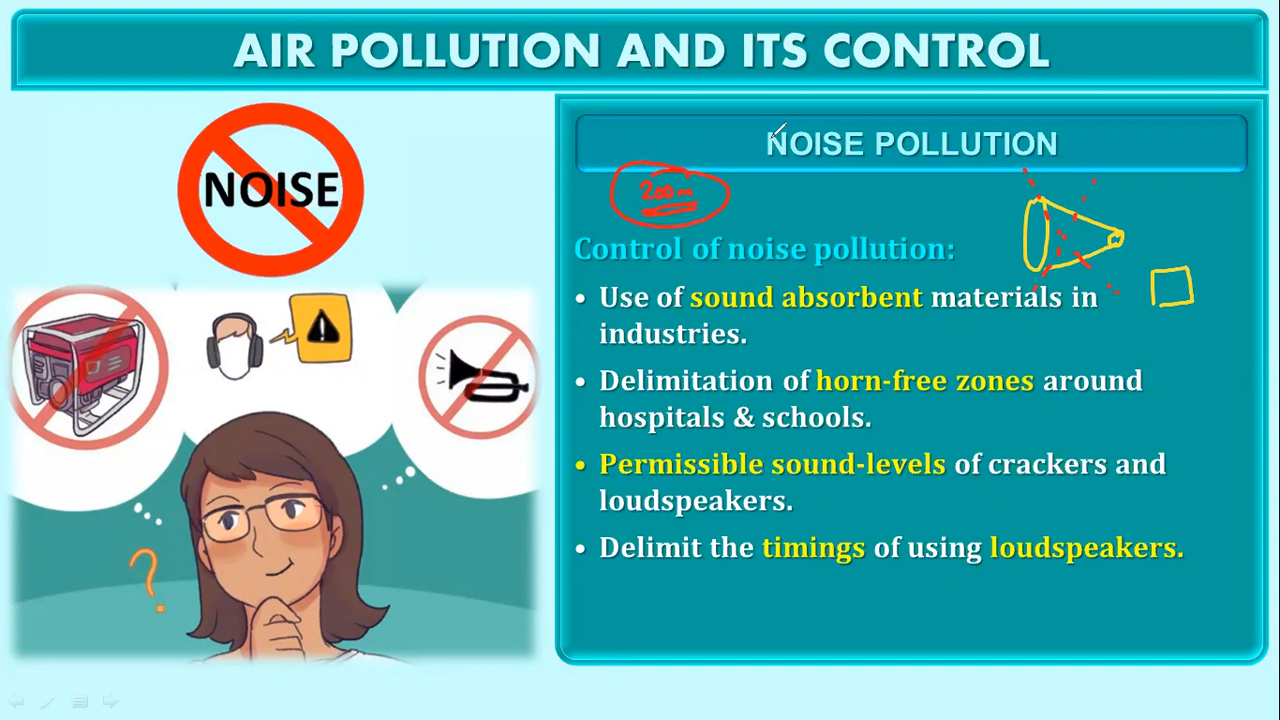 AIR POLLUTION AND ITS CONTROL
NOISE
NOISE POLLUTION
200m
Control of noise pollution:
• Use of sound absorbent materials in
industries.
• Delimitation of horn-free zones around
hospitals & schools.
• Permissible sound-levels of crackers and
loudspeakers.
• Delimit the timings of using loudspeakers.
?